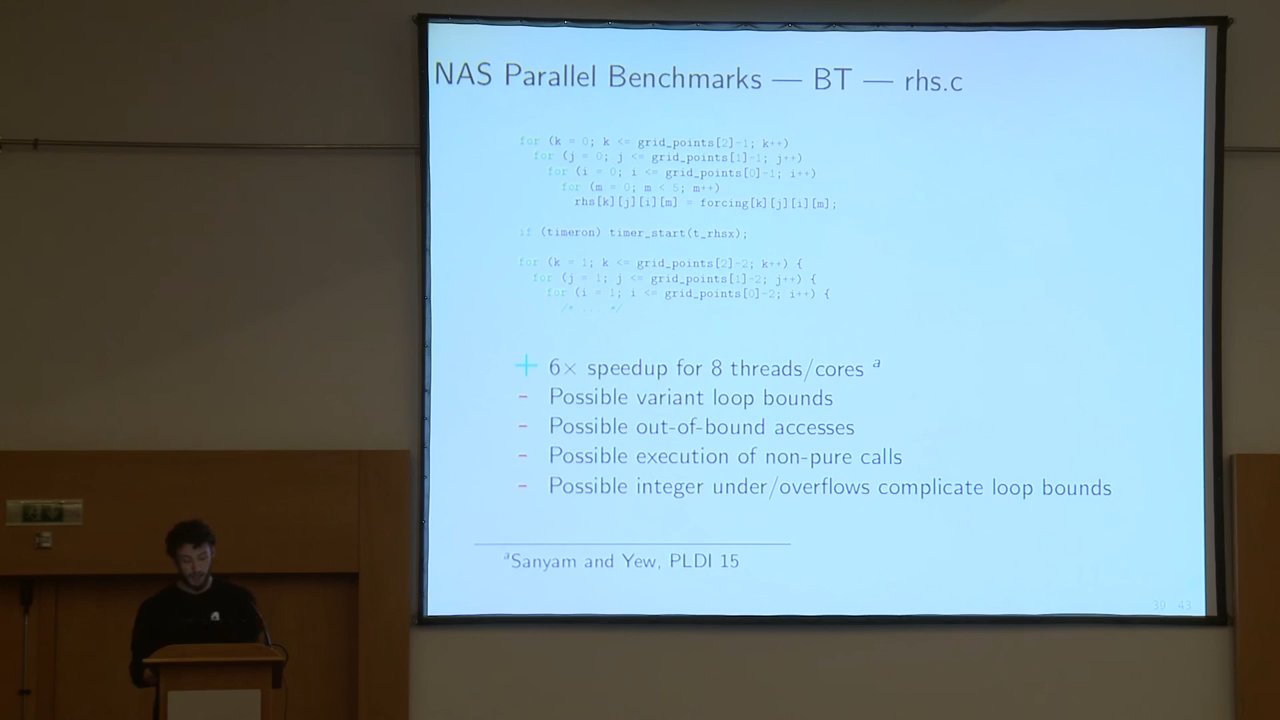 NAS Parallel Benchmarks — BT — rhs.c
for (k = 0; k <= grid_points[2]-1; k++)
for (j = 0; j <= grid_points[1]-1; j++)
for (i = 0; i <= grid_points[0]-1; i++)
for (m = 0; m < 5; m++)
rhs[k][j][i][m] = forcing[k][j][i][m];
if (timeron) timer_start(t_rhsx);
for (k = 1; k <= grid_points[2]-2; k++) {
for (j = 1; j <= grid_points[1]-2; j++) {
for (i = 1; i <= grid_points[0]-2; i++) {
/* ... */
+ 6× speedup for 8 threads/cores a
- Possible variant loop bounds
- Possible out-of-bound accesses
- Possible execution of non-pure calls
- Possible integer under/overflows complicate loop bounds
aSanyam and Yew, PLDI 15
39 43